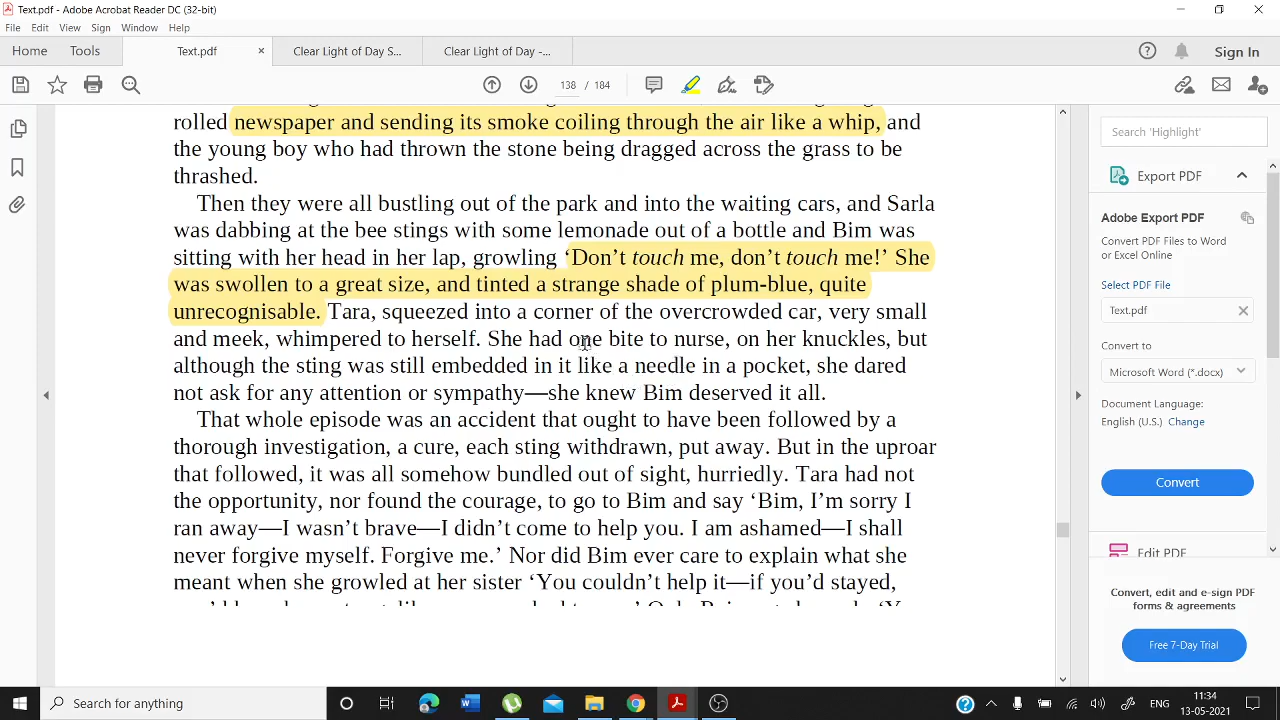 Text.pdf - Adobe Acrobat Reader DC (32-bit)
File Edit View Sign Window Help
Home Tools Text.pdf × Clear Light of Day S... Clear Light of Day -... Sign In
138 / 184
rolled newspaper and sending its smoke coiling through the air like a whip, and
the young boy who had thrown the stone being dragged across the grass to be
thrashed.
Then they were all bustling out of the park and into the waiting cars, and Sarla
was dabbing at the bee stings with some lemonade out of a bottle and Bim was
sitting with her head in her lap, growling ‘Don’t touch me, don’t touch me!’ She
was swollen to a great size, and tinted a strange shade of plum-blue, quite
unrecognisable. Tara, squeezed into a corner of the overcrowded car, very small
and meek, whimpered to herself. She had one bite to nurse, on her knuckles, but
although the sting was still embedded in it like a needle in a pocket, she dared
not ask for any attention or sympathy—she knew Bim deserved it all.
That whole episode was an accident that ought to have been followed by a
thorough investigation, a cure, each sting withdrawn, put away. But in the uproar
that followed, it was all somehow bundled out of sight, hurriedly. Tara had not
the opportunity, nor found the courage, to go to Bim and say ‘Bim, I’m sorry I
ran away—I wasn’t brave—I didn’t come to help you. I am ashamed—I shall
never forgive myself. Forgive me.’ Nor did Bim ever care to explain what she
meant when she growled at her sister ‘You couldn’t help it—if you’d stayed,
Search 'Highlight'
Export PDF
Adobe Export PDF
Convert PDF Files to Word
or Excel Online
Select PDF File
Text.pdf
Convert to
Microsoft Word (*.docx)
Document Language:
English (U.S.) Change
Convert
Edit PDF
Convert, edit and e-sign PDF
forms & agreements
Free 7-Day Trial
Search for anything
ENG
11:34
13-05-2021